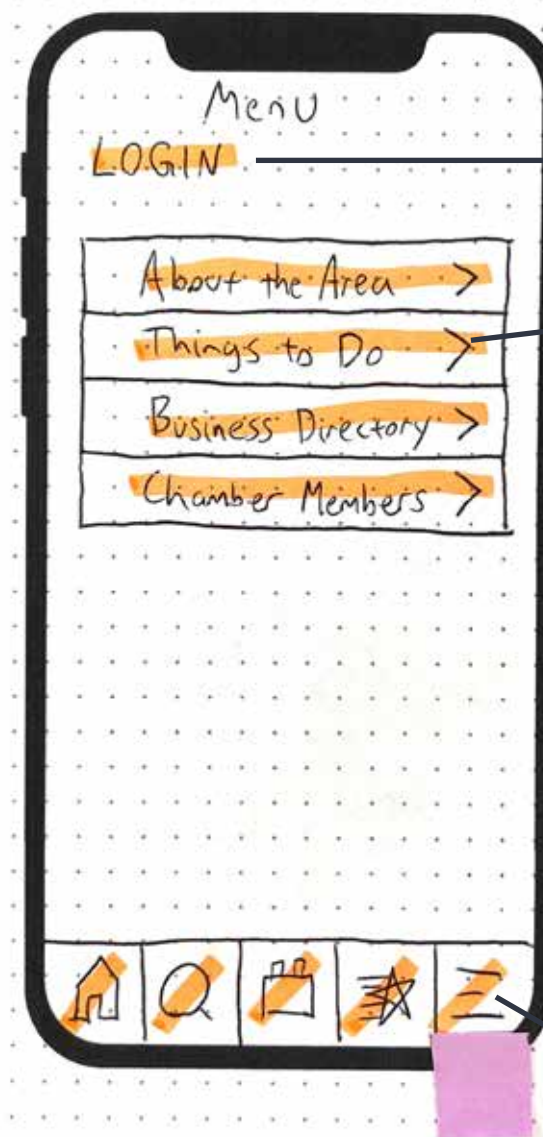 Menu
LOGIN
About the Area >
Things to Do >
Business Directory >
Chamber Members >